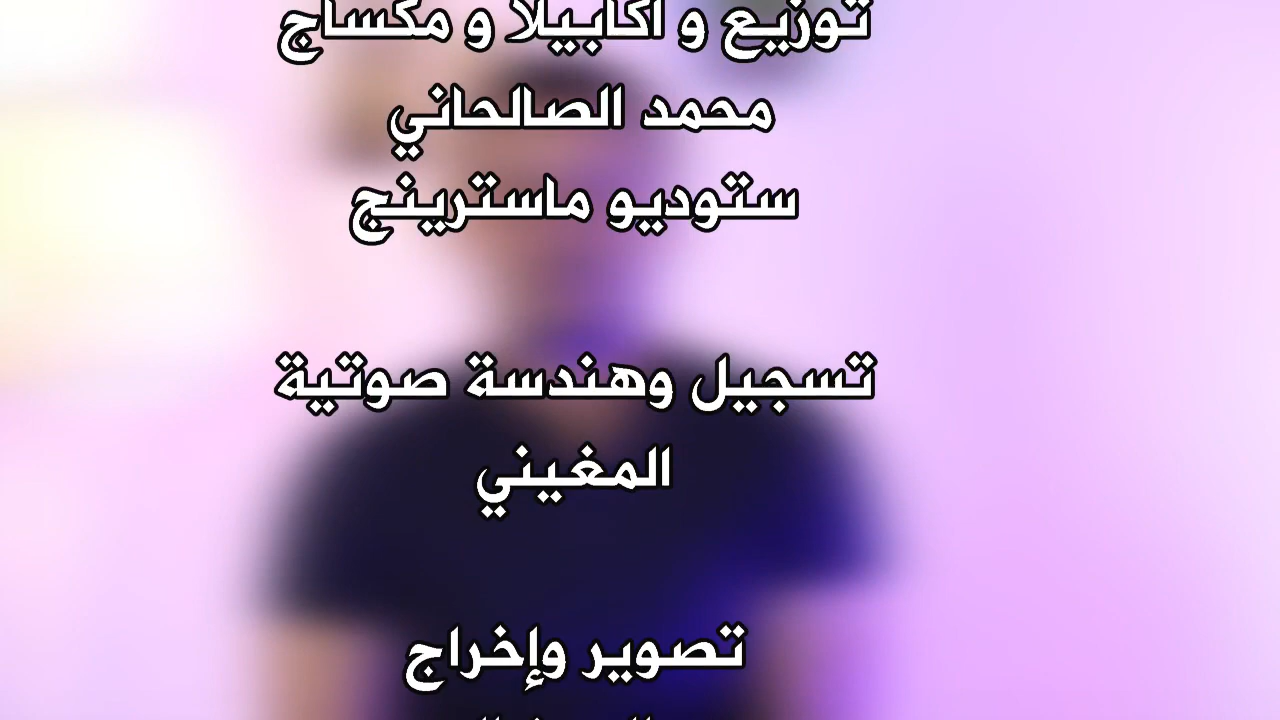 توزيع و اكابيلا و مكساج
محمد الصالحاني
ستوديو ماسترينج
تسجيل وهندسة صوتية
المغيني
تصوير وإخراج